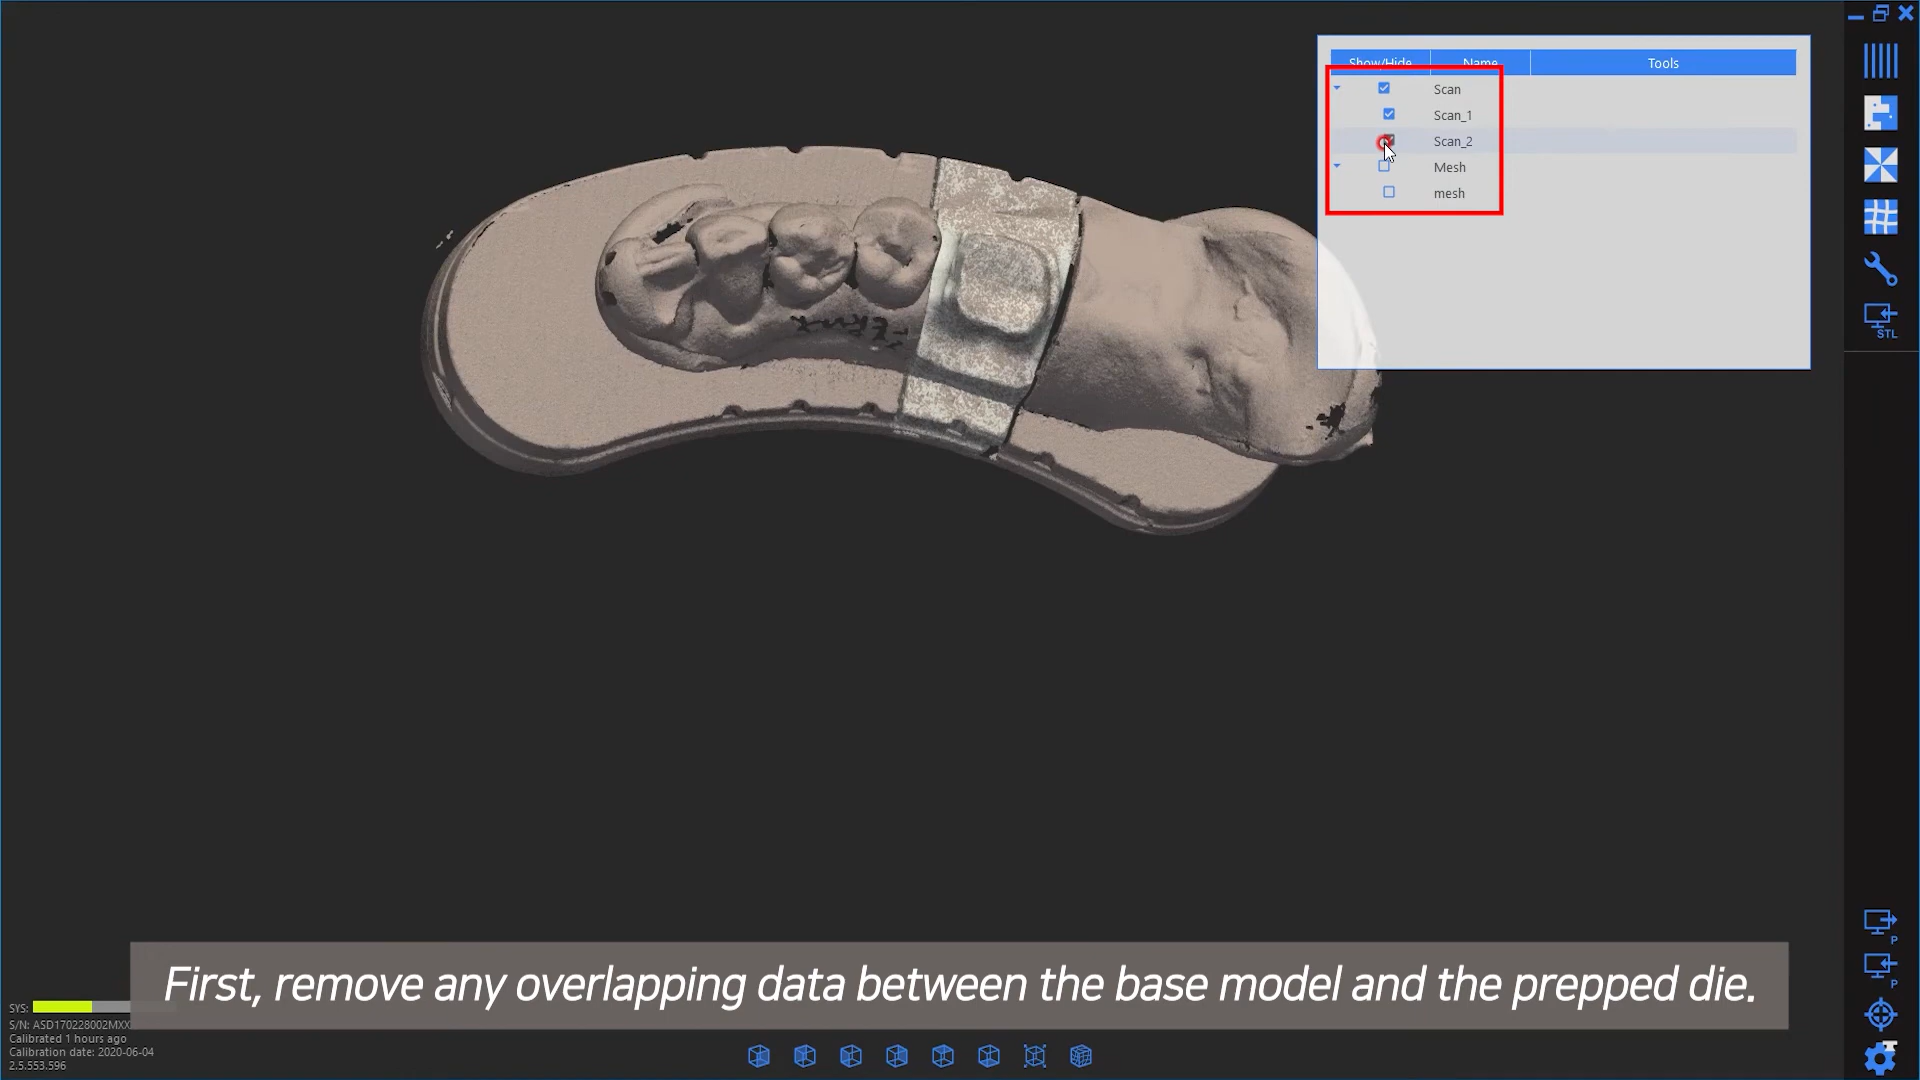 Show/Hide Name Tools
Scan
Scan_1
Scan_2
Mesh
mesh
STL
P
P
First, remove any overlapping data between the base model and the prepped die.
SYS:
S/N: ASD170228002MXX
Calibrated 1 hours ago
Calibration date: 2020-06-04
2.5.553.596